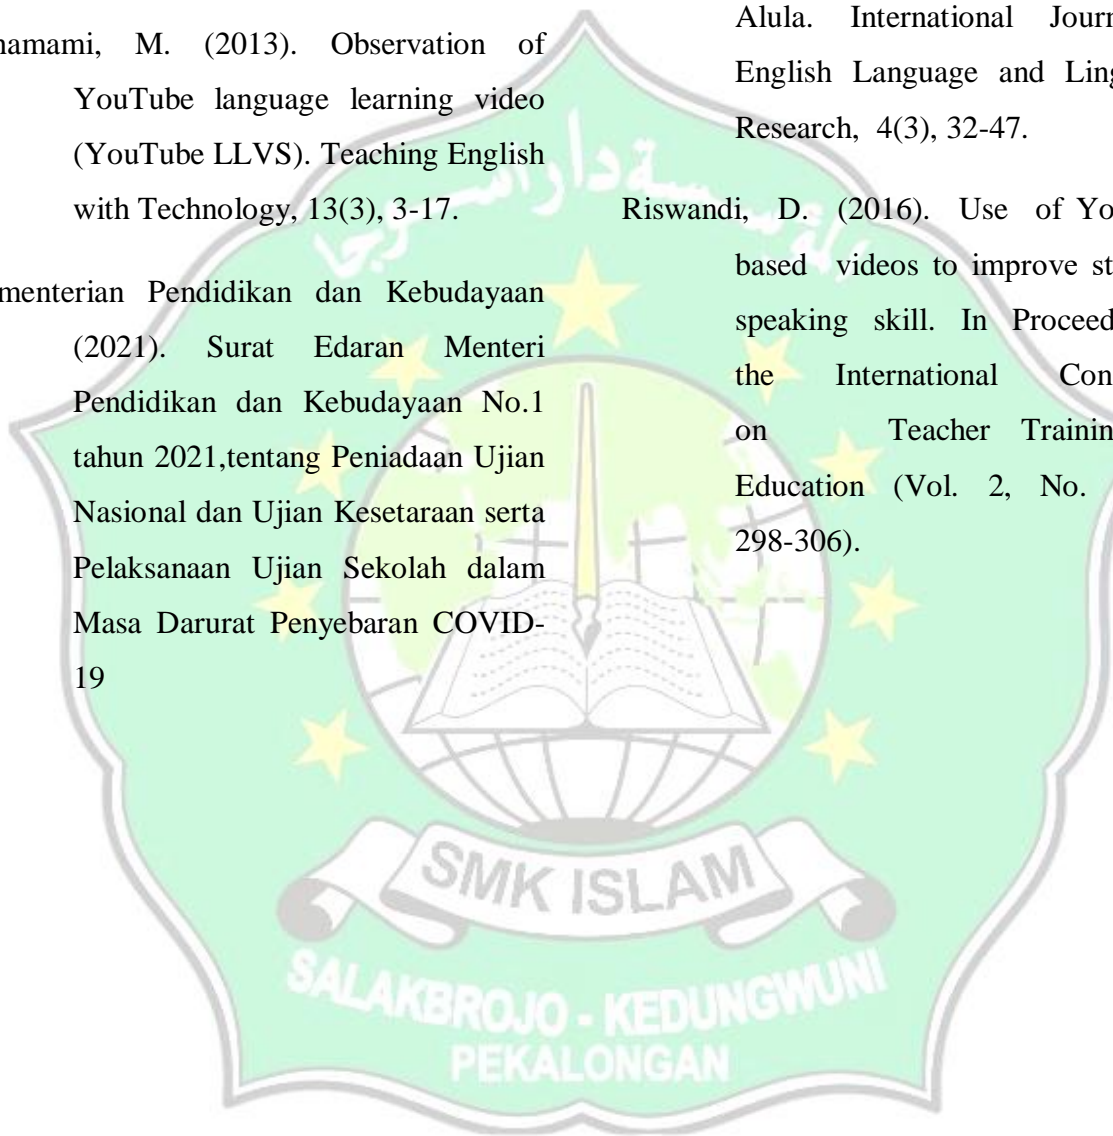 M. (2013). Observation of
YouTube language learning video
(YouTube LLVS). Teaching English
with Technology, 13(3), 3-17.
menterian Pendidikan dan Kebudayaan
(2021). Surat Edaran Menteri
Pendidikan dan Kebudayaan No.1
tahun 2021,tentang Peniadaan Ujian
Nasional dan Ujian Kesetaraan serta
Pelaksanaan Ujian Sekolah dalam
Masa Darurat Penyebaran COVID-
19
Alula. International Journ
English Language and Ling
Research, 4(3), 32-47.
Riswandi, D. (2016). Use of Yo
based videos to improve st
speaking skill. In Proceed
the International Con
on Teacher Trainin
Education (Vol. 2, No.
298-306).
مؤسسة دار
SMK ISLAM
SALAKBROJO - KEDUNGWUNI
PEKALONGAN